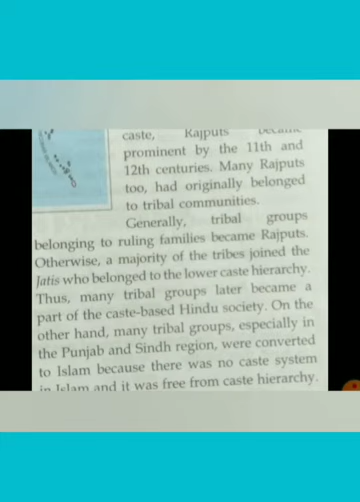 caste, Rajputs became
prominent by the 11th and
12th centuries. Many Rajputs
too, had originally belonged
to tribal communities.
Generally, tribal groups
belonging to ruling families became Rajputs.
Otherwise, a majority of the tribes joined the
Jatis who belonged to the lower caste hierarchy.
Thus, many tribal groups later became a
part of the caste-based Hindu society. On the
other hand, many tribal groups, especially in
the Punjab and Sindh region, were converted
to Islam because there was no caste system
in Islam and it was free from caste hierarchy.